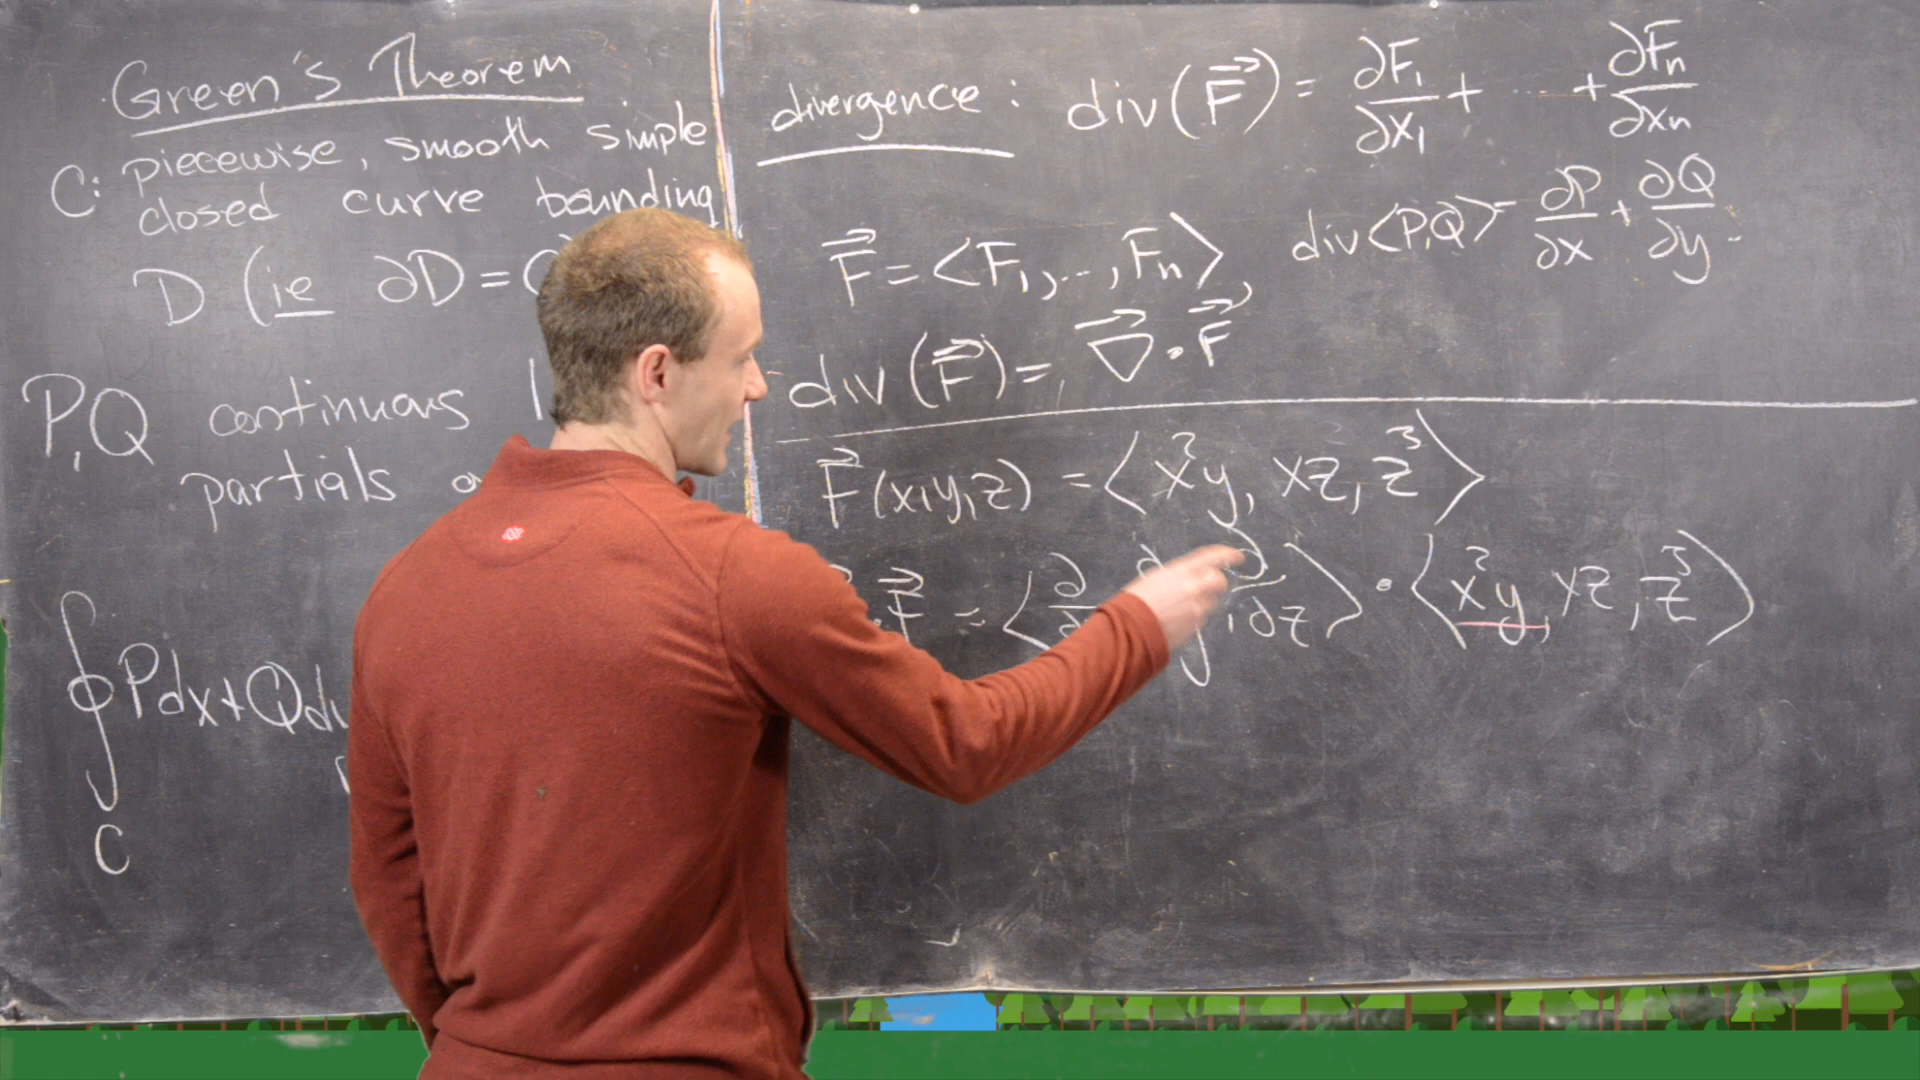 Green's Theorem
C: piecewise, smooth simple
closed curve bounding
D (ie ∂D =
P,Q continuous
partials
∮ Pdx+Qdy
C
divergence: div(F⃗) = ∂F₁/∂x₁ + ... + ∂Fn/∂xn
F⃗ = <F₁,...,Fn>
div<P,Q> = ∂P/∂x + ∂Q/∂y
div(F⃗) = ∇⃗ · F⃗
F⃗(x,y,z) = <x²y, xz, z³>
F⃗ = <∂ ∂ ∂/∂z> · <x²y, xz, z³>